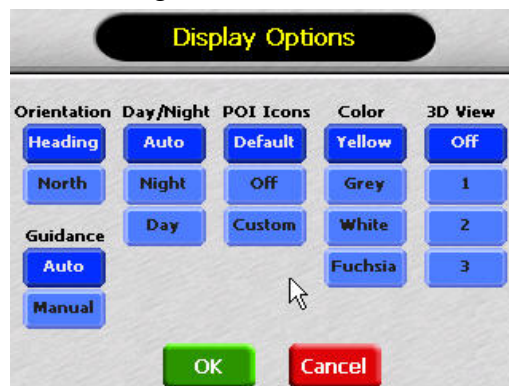 Display Options
Orientation Day/Night POI Icons Color 3D View
Heading Auto Default Yellow Off
North Night Off Grey 1
Day Custom White 2
Guidance
Auto Fuchsia 3
Manual
OK Cancel